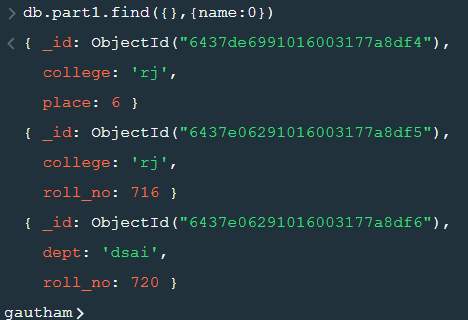 > db.part1.find({},{name:0})
< { _id: ObjectId("6437de6991016003177a8df4"),
college: 'rj',
place: 6 }
{ _id: ObjectId("6437e06291016003177a8df5"),
college: 'rj',
roll_no: 716 }
{ _id: ObjectId("6437e06291016003177a8df6"),
dept: 'dsai',
roll_no: 720 }
gautham>